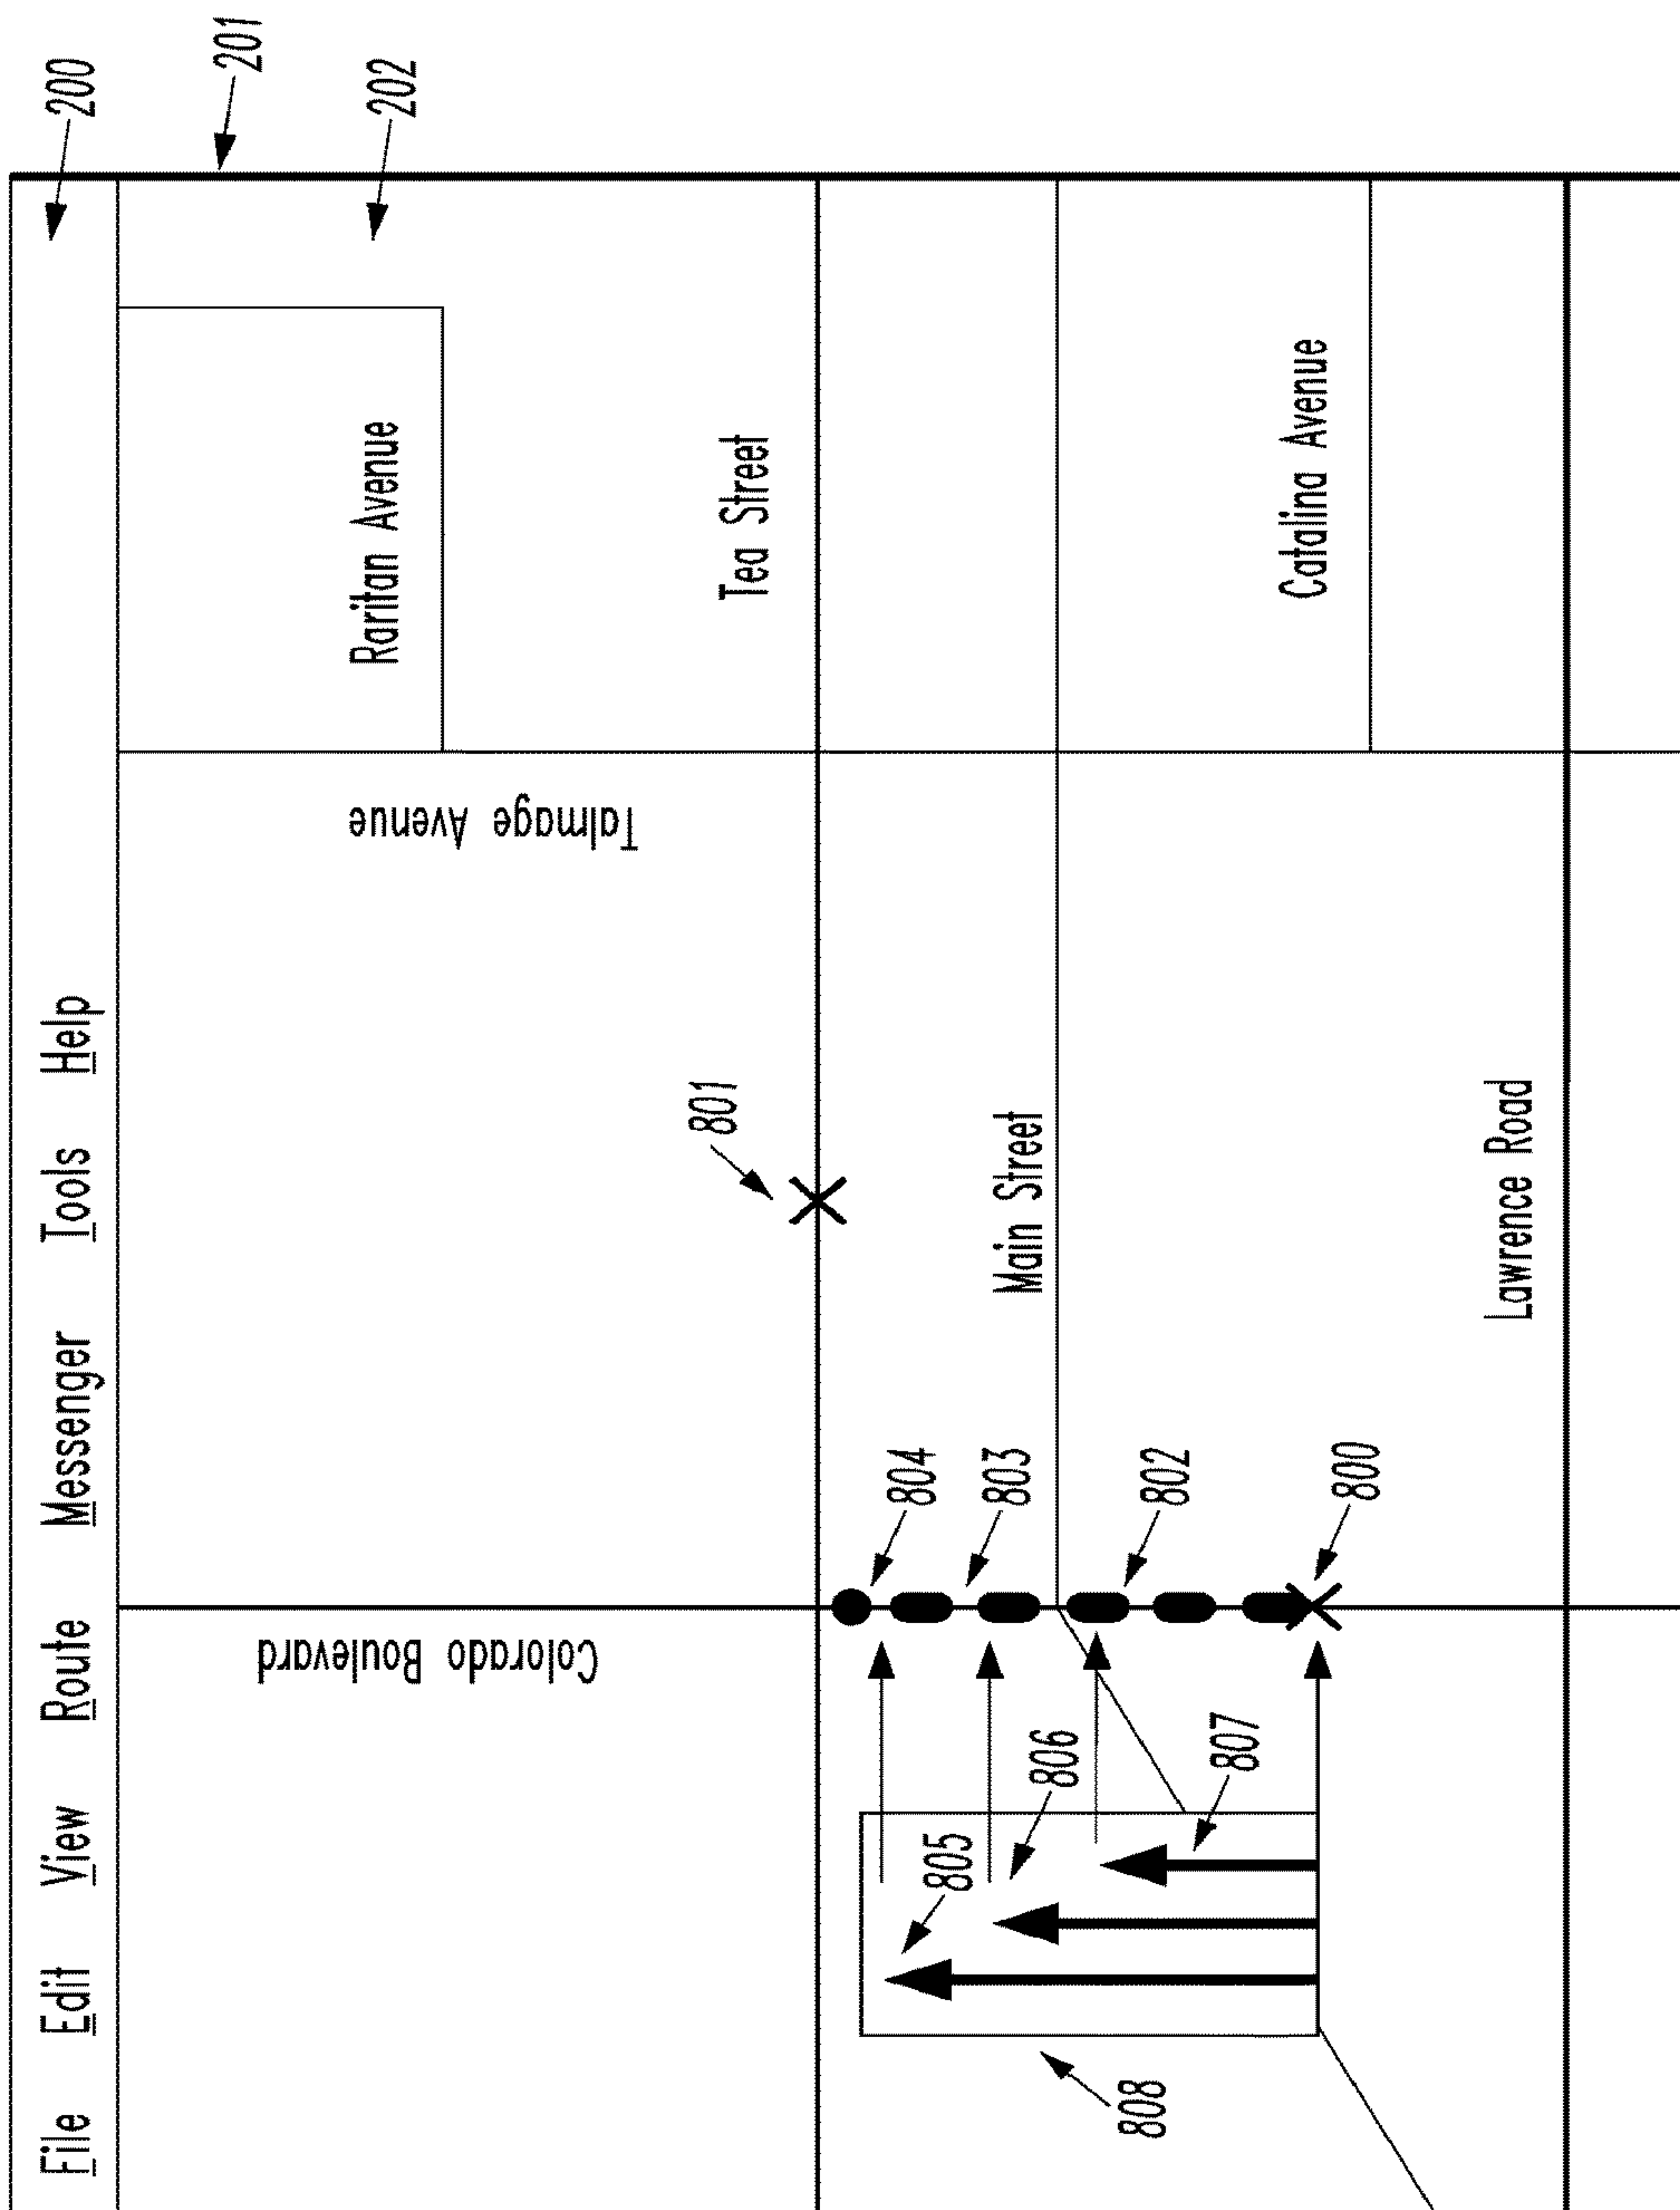 File Edit View Route Messenger Tools Help
200
201
202
Raritan Avenue
Talmage Avenue
Colorado Boulevard
Tea Street
801
Main Street
804
803
802
800
805
806
807
808
Catalina Avenue
Lawrence Road